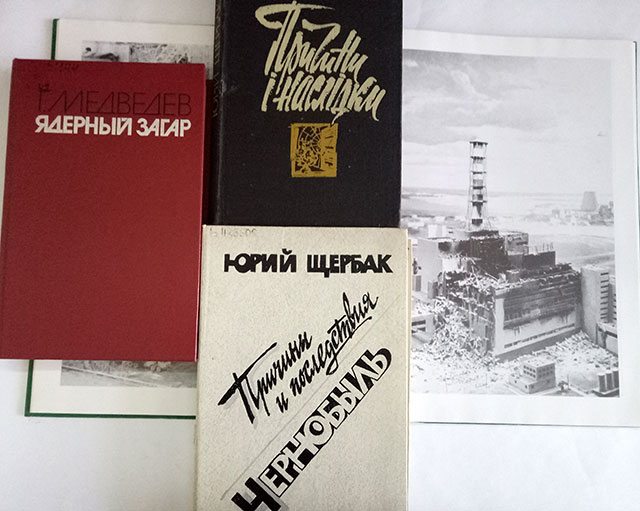 Г. МЕДВЕДЕВ
ЯДЕРНЫЙ ЗАГАР
Причини
і наслідки
ЮРИЙ ЩЕРБАК
Причины
и последствия
ЧЕРНОБЫЛЬ